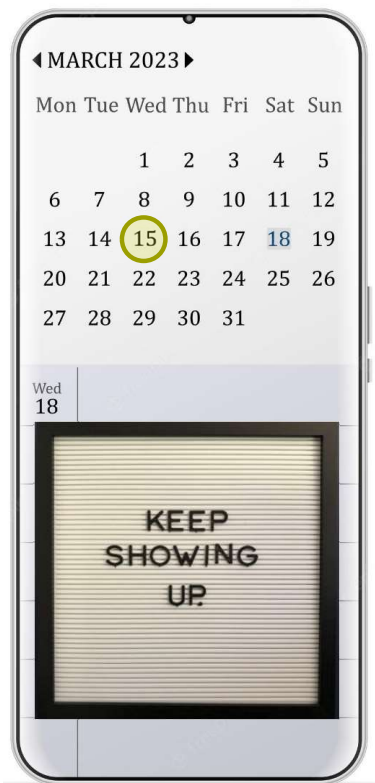 MARCH 2023
Mon Tue Wed Thu Fri Sat Sun
1 2 3 4 5
6 7 8 9 10 11 12
13 14 15 16 17 18 19
20 21 22 23 24 25 26
27 28 29 30 31
Wed
18
KEEP
SHOWING
UP.